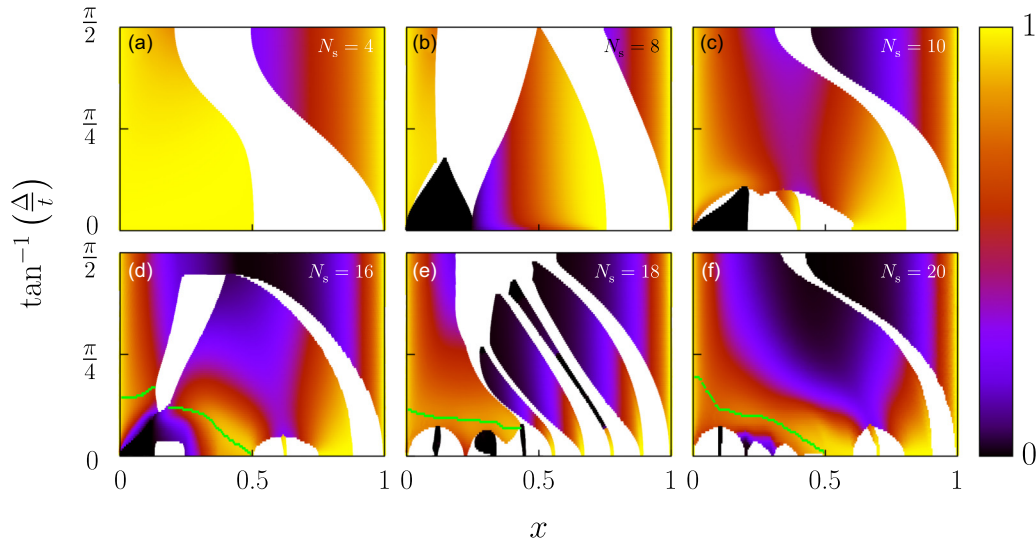 (a) N_s = 4
(b) N_s = 8
(c) N_s = 10
1
π/2
π/4
0
tan⁻¹ (Δ/t)
(d) N_s = 16
(e) N_s = 18
(f) N_s = 20
π/2
π/4
0
0
0 0.5 1
0 0.5 1
0 0.5 1
x